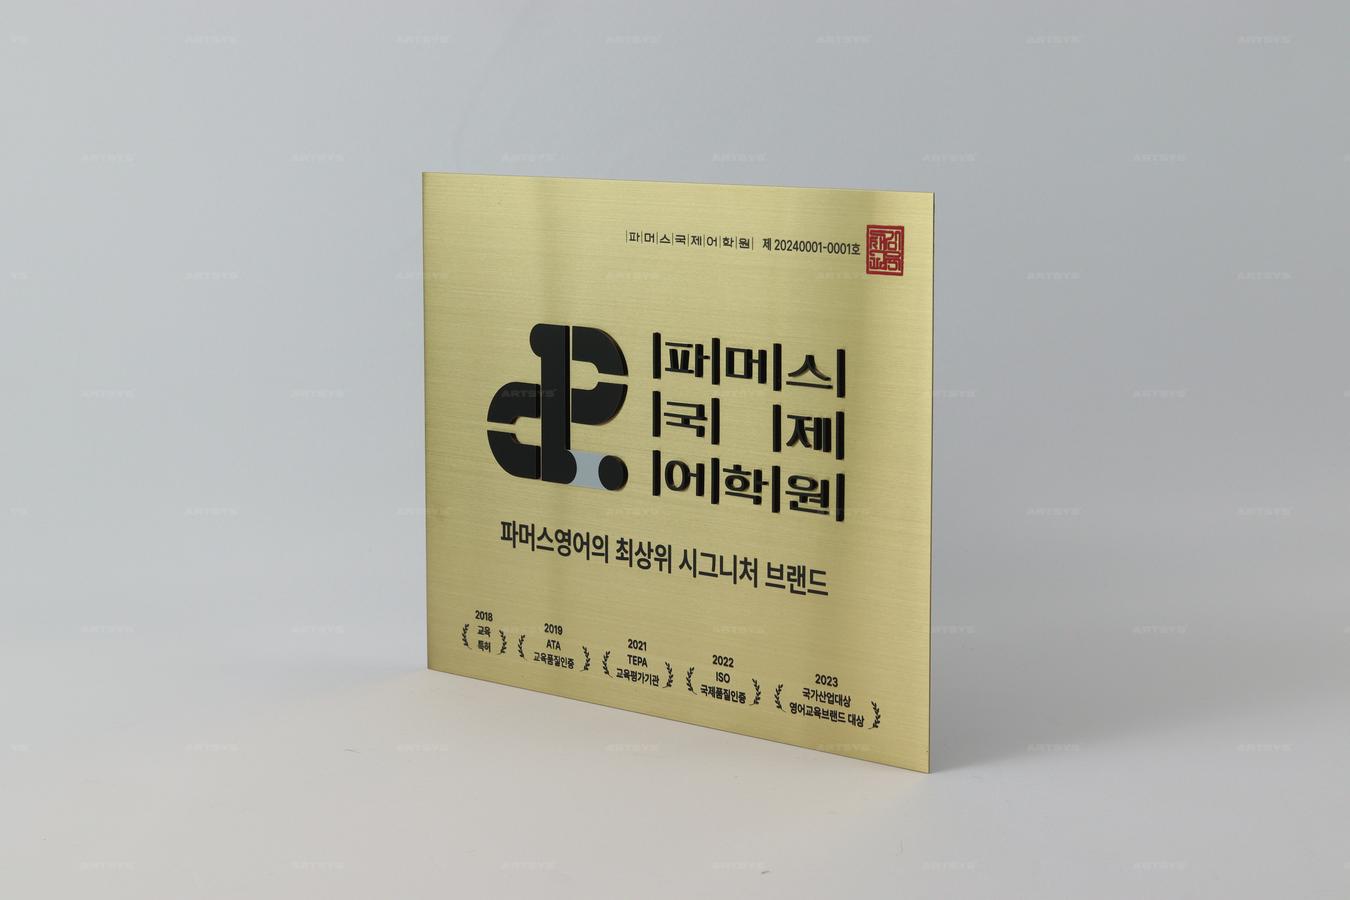 |파|머|스|국|제|어|학|원| 제 20240001-0001호
|파|머|스|
|국| |제|
|어|학|원|
파머스영어의 최상위 시그니처 브랜드
2018
교육
특허
2019
ATA
교육품질인증
2021
TEPA
교육평가기관
2022
ISO
국제품질인증
2023
국가산업대상
영어교육브랜드 대상
ARTSYS